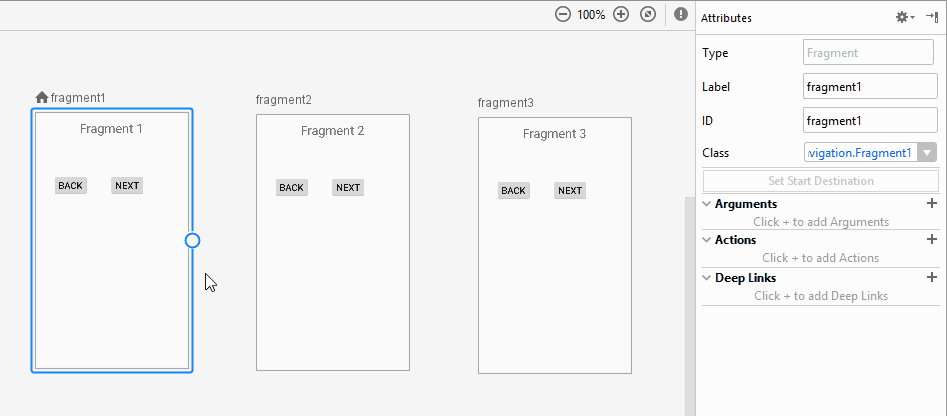 100%
fragment1
Fragment 1
BACK
NEXT
fragment2
Fragment 2
BACK
NEXT
fragment3
Fragment 3
BACK
NEXT
Attributes
Type
Fragment
Label
fragment1
ID
fragment1
Class
vigation.Fragment1
Set Start Destination
Arguments
Click + to add Arguments
Actions
Click + to add Actions
Deep Links
Click + to add Deep Links